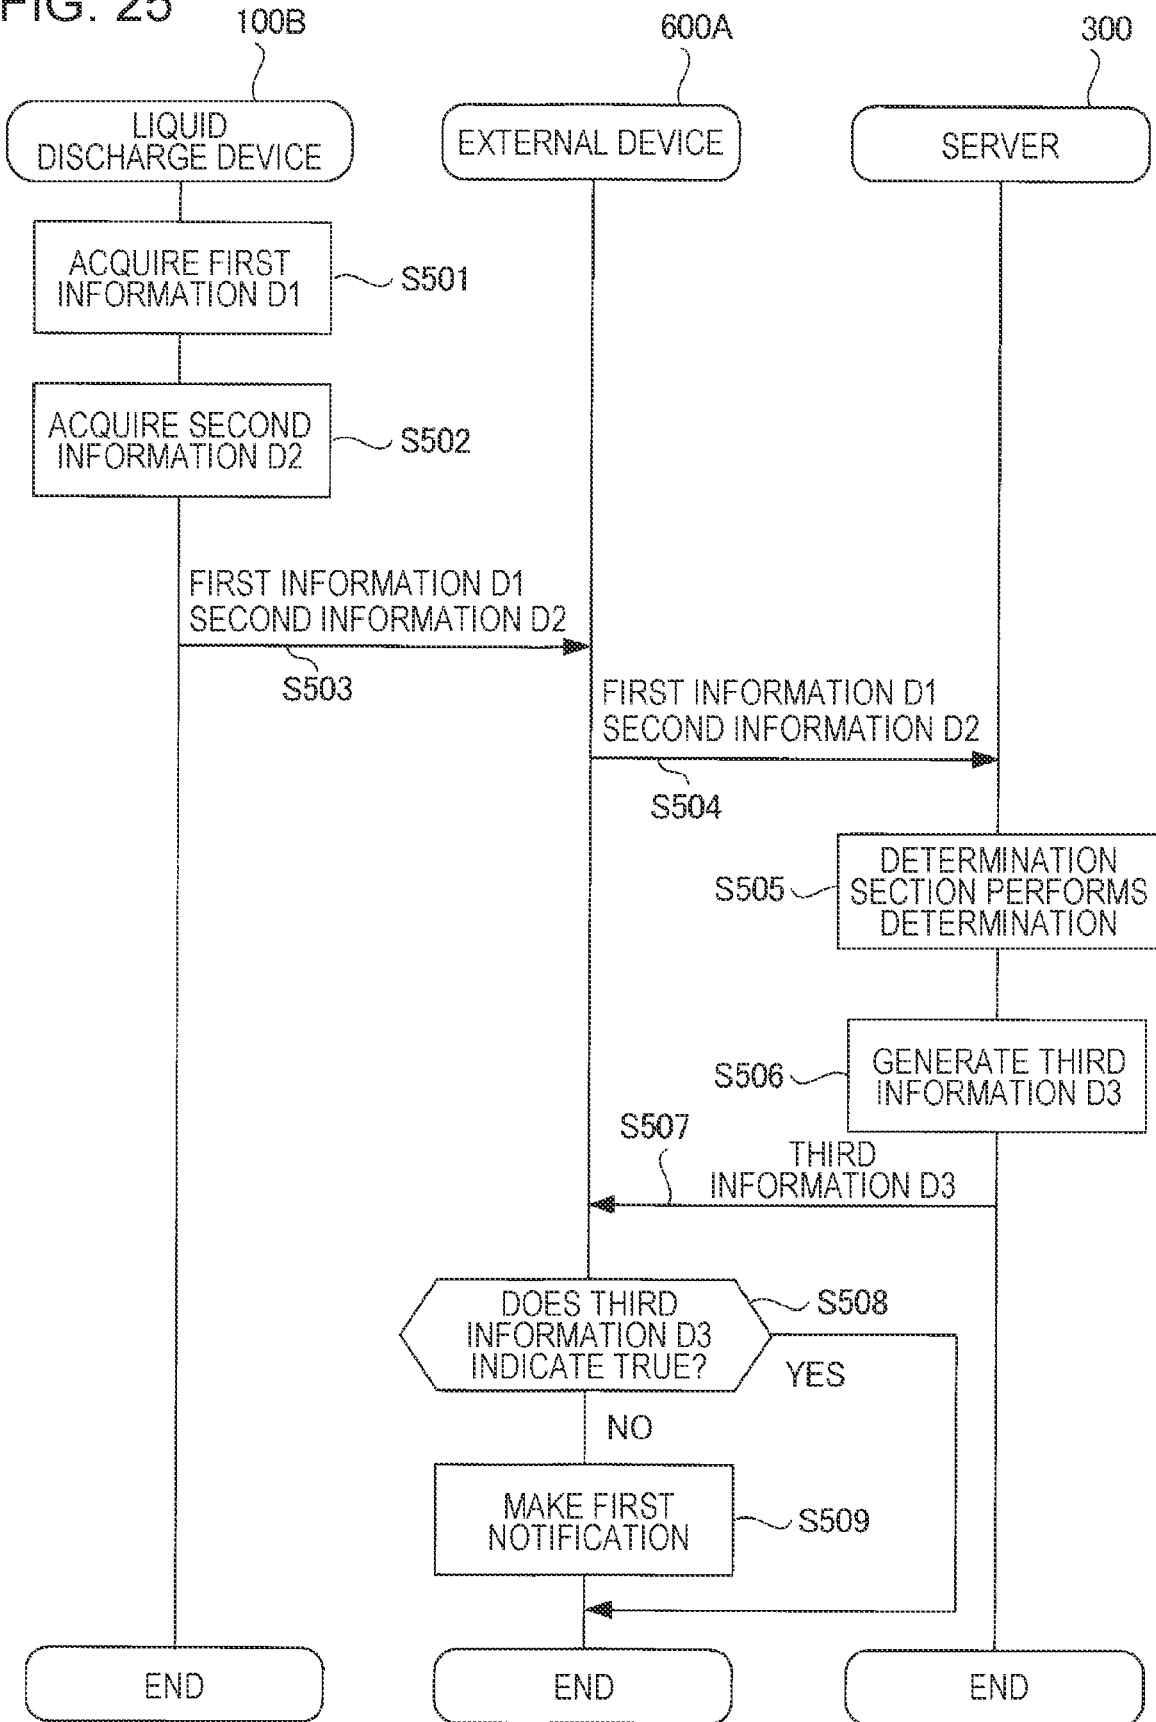 FIG. 25
100B
600A
300
LIQUID
DISCHARGE DEVICE
EXTERNAL DEVICE
SERVER
ACQUIRE FIRST
INFORMATION D1
S501
ACQUIRE SECOND
INFORMATION D2
S502
FIRST INFORMATION D1
SECOND INFORMATION D2
S503
FIRST INFORMATION D1
SECOND INFORMATION D2
S504
S505
DETERMINATION
SECTION PERFORMS
DETERMINATION
S506
GENERATE THIRD
INFORMATION D3
S507
THIRD
INFORMATION D3
DOES THIRD
INFORMATION D3
INDICATE TRUE?
S508
YES
NO
MAKE FIRST
NOTIFICATION
S509
END
END
END